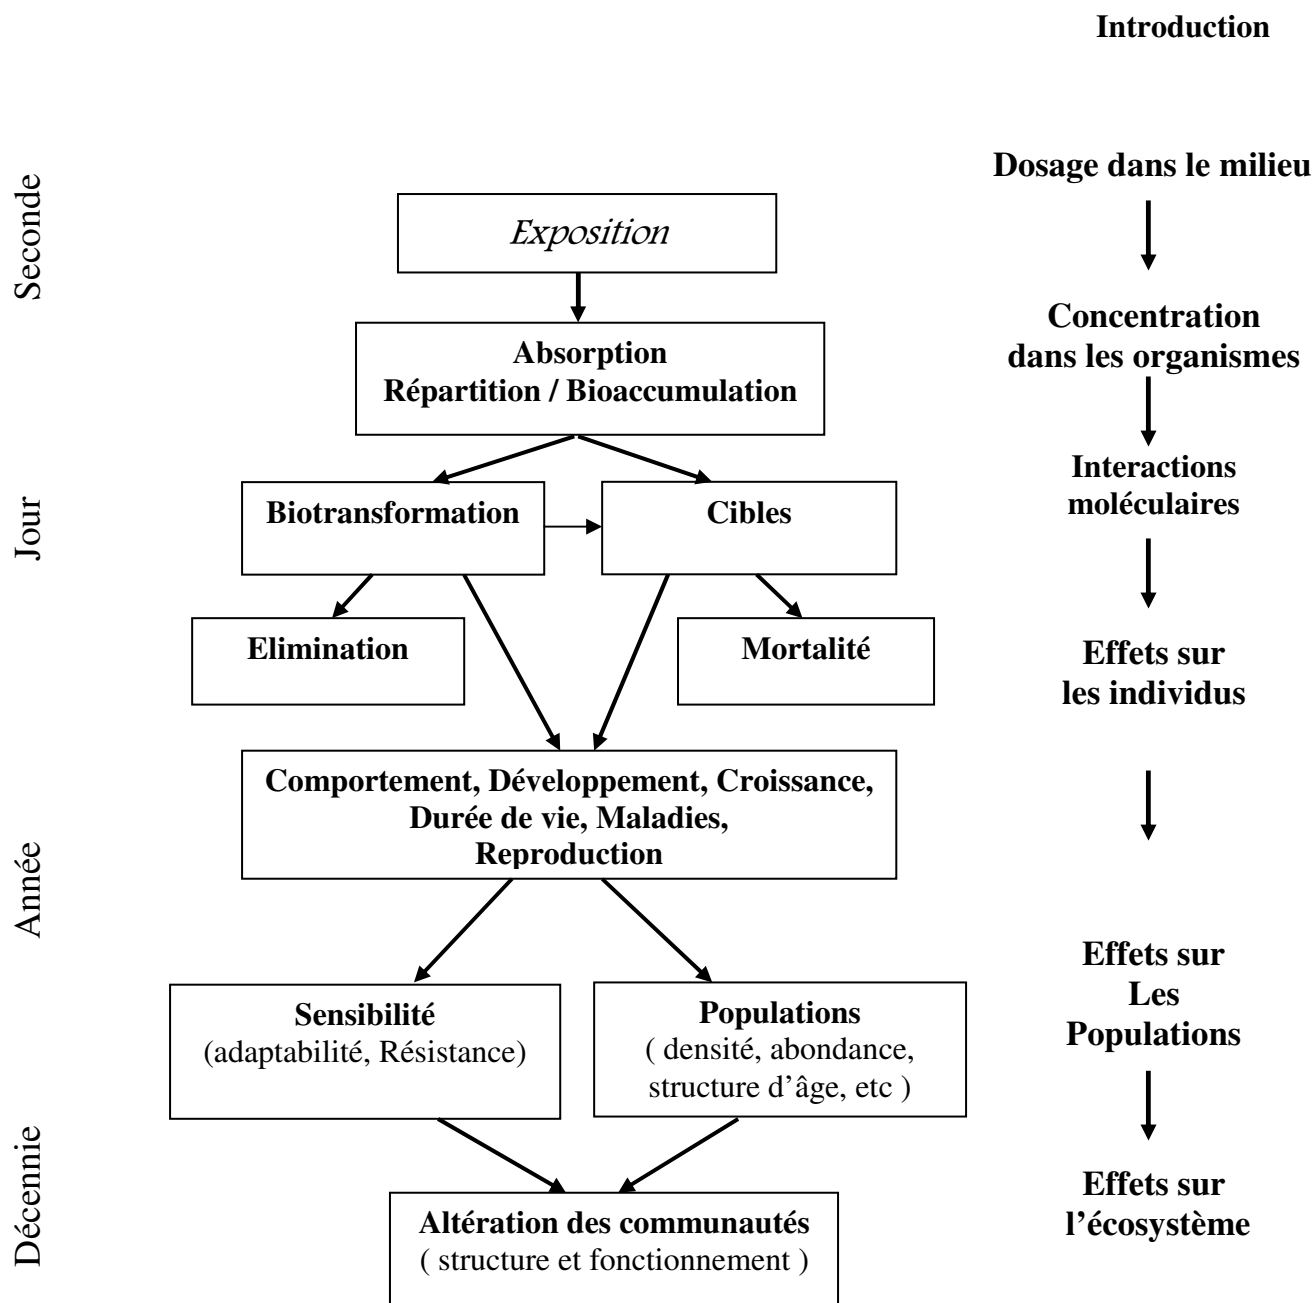 Introduction
Seconde
Jour
Année
Décennie
Exposition
Absorption
Répartition / Bioaccumulation
Biotransformation
Cibles
Elimination
Mortalité
Comportement, Développement, Croissance,
Durée de vie, Maladies,
Reproduction
Sensibilité
(adaptabilité, Résistance)
Populations
( densité, abondance,
structure d’âge, etc )
Altération des communautés
( structure et fonctionnement )
Dosage dans le milieu
Concentration
dans les organismes
Interactions
moléculaires
Effets sur
les individus
Effets sur
Les
Populations
Effets sur
l’écosystème